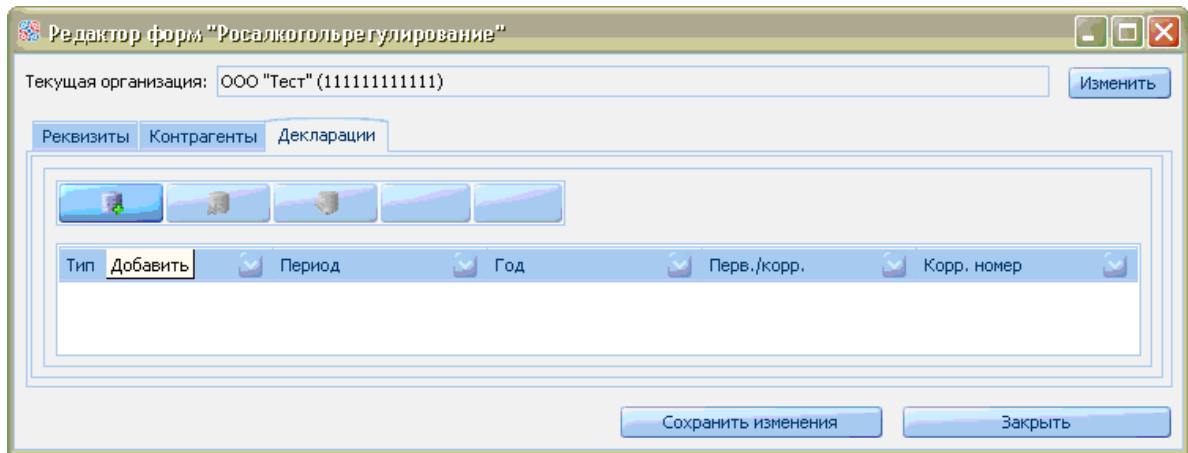 Редактор форм "Росалкогольрегулирование"
Текущая организация: ООО "Тест" (111111111111)
Изменить
Реквизиты Контрагенты Декларации
Тип Добавить Период Год Перв./корр. Корр. номер
Сохранить изменения Закрыть